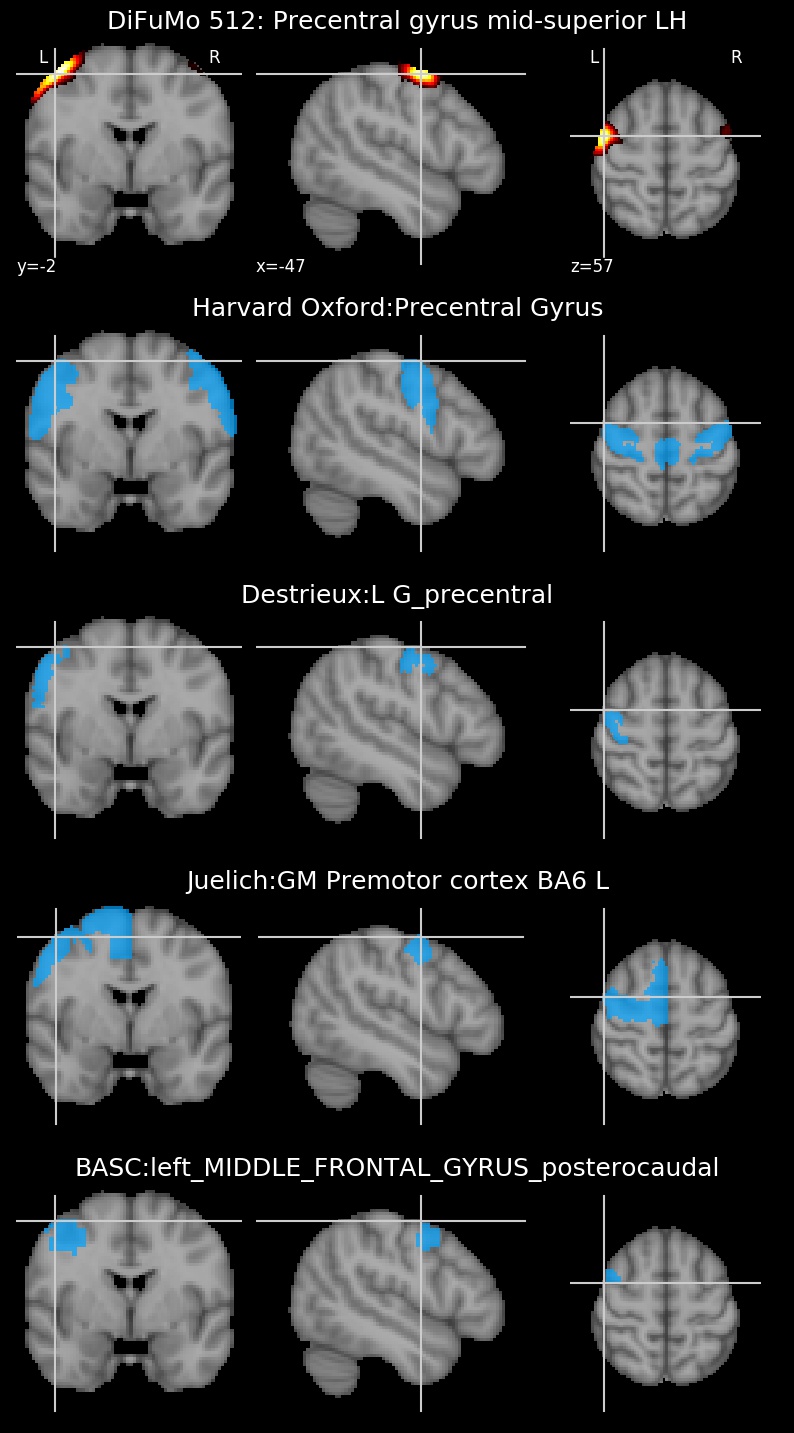 DiFuMo 512: Precentral gyrus mid-superior LH
L R L R
y=-2 x=-47 z=57
Harvard Oxford:Precentral Gyrus
Destrieux:L G_precentral
Juelich:GM Premotor cortex BA6 L
BASC:left_MIDDLE_FRONTAL_GYRUS_posterocaudal